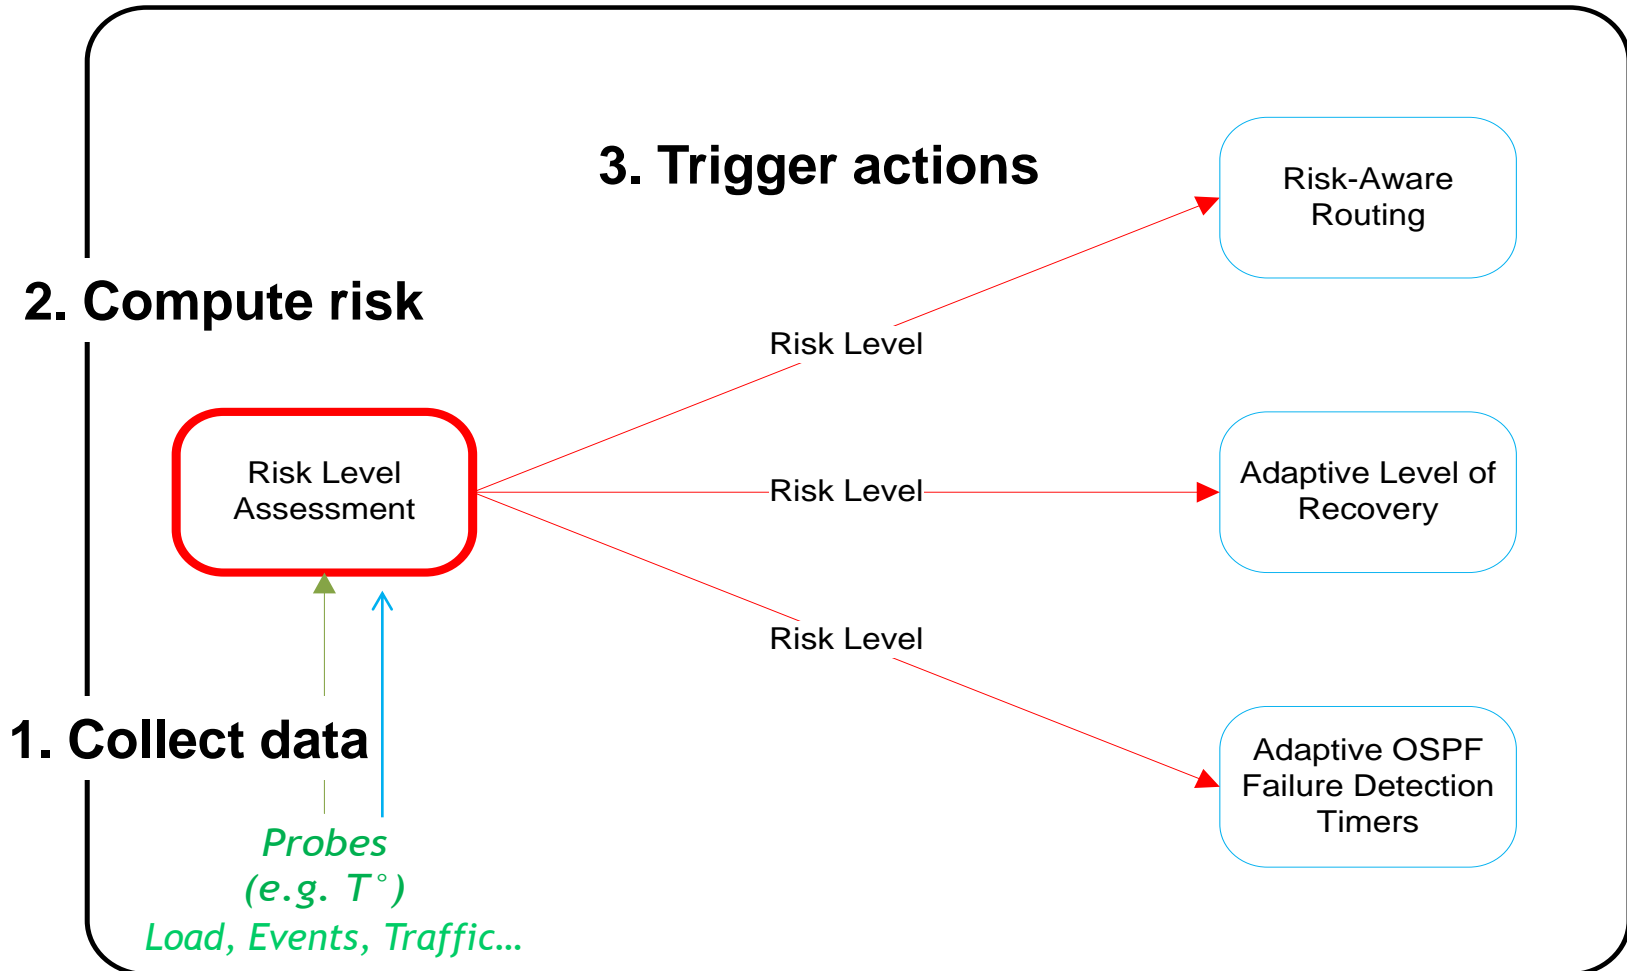 3. Trigger actions
Risk-Aware
Routing
2. Compute risk
Risk Level
Risk Level
Assessment
Risk Level
Adaptive Level of
Recovery
Risk Level
1. Collect data
Adaptive OSPF
Failure Detection
Timers
Probes
(e.g. T°)
Load, Events, Traffic…